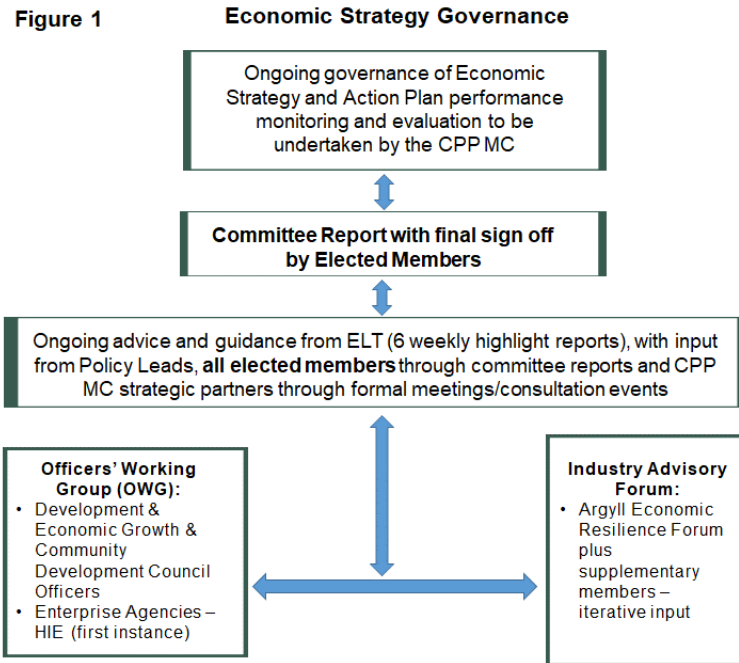 Figure 1
Economic Strategy Governance
Ongoing governance of Economic
Strategy and Action Plan performance
monitoring and evaluation to be
undertaken by the CPP MC
Committee Report with final sign off
by Elected Members
Ongoing advice and guidance from ELT (6 weekly highlight reports), with input
from Policy Leads, all elected members through committee reports and CPP
MC strategic partners through formal meetings/consultation events
Officers' Working
Group (OWG):
• Development &
Economic Growth &
Community
Development Council
Officers
• Enterprise Agencies –
HIE (first instance)
Industry Advisory
Forum:
• Argyll Economic
Resilience Forum
plus
supplementary
members –
iterative input